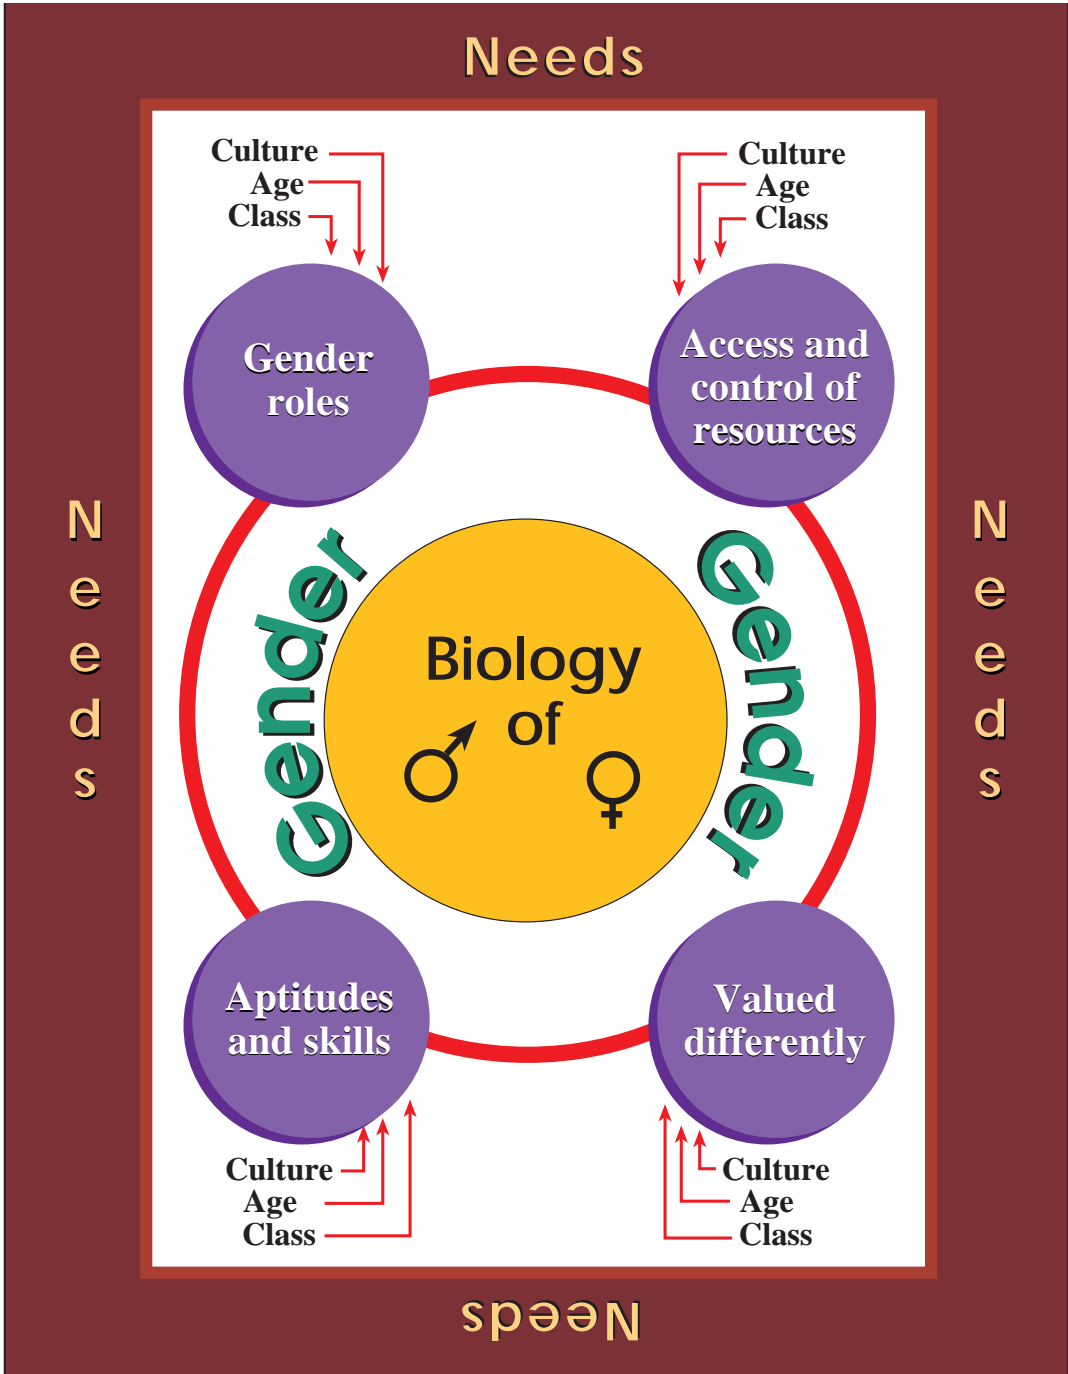 Needs
Culture
Age
Class
Culture
Age
Class
Gender
roles
Access and
control of
resources
Needs
Gender
Biology
of
Gender
Needs
Aptitudes
and skills
Valued
differently
Culture
Age
Class
Culture
Age
Class
Needs